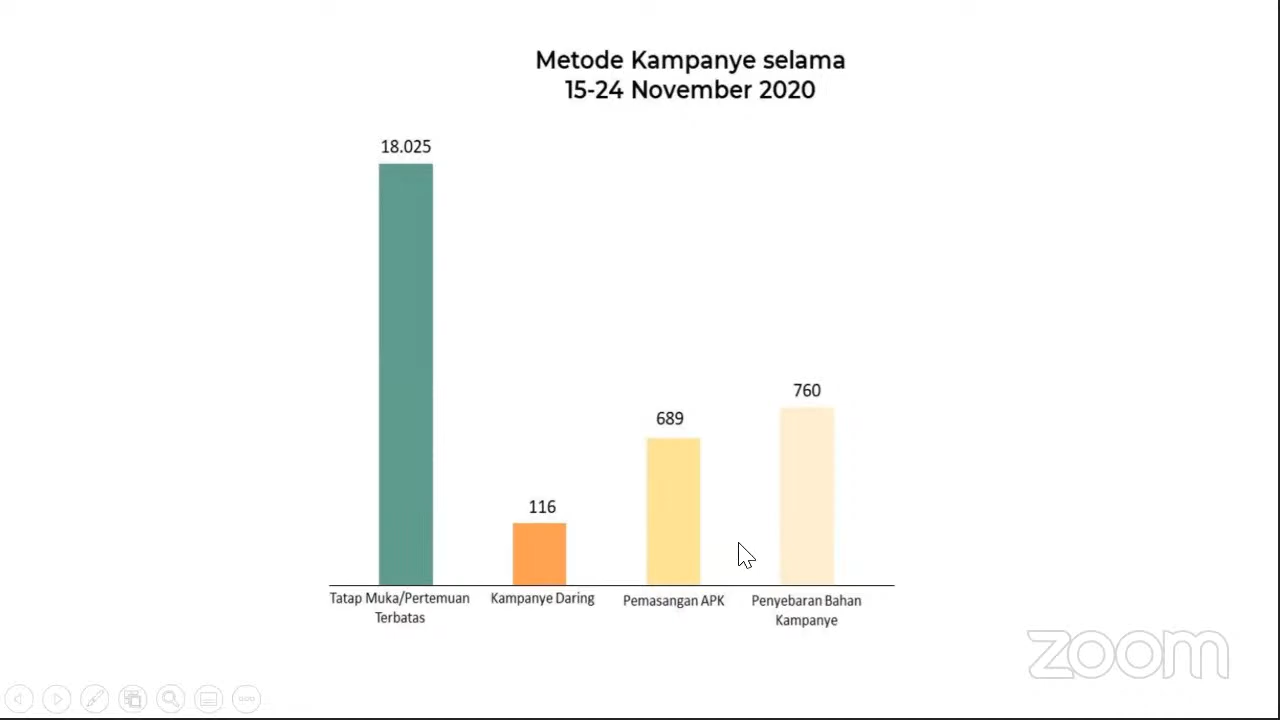 Metode Kampanye selama
15-24 November 2020
18.025
116
689
760
Tatap Muka/Pertemuan
Terbatas
Kampanye Daring
Pemasangan APK
Penyebaran Bahan
Kampanye
zoom